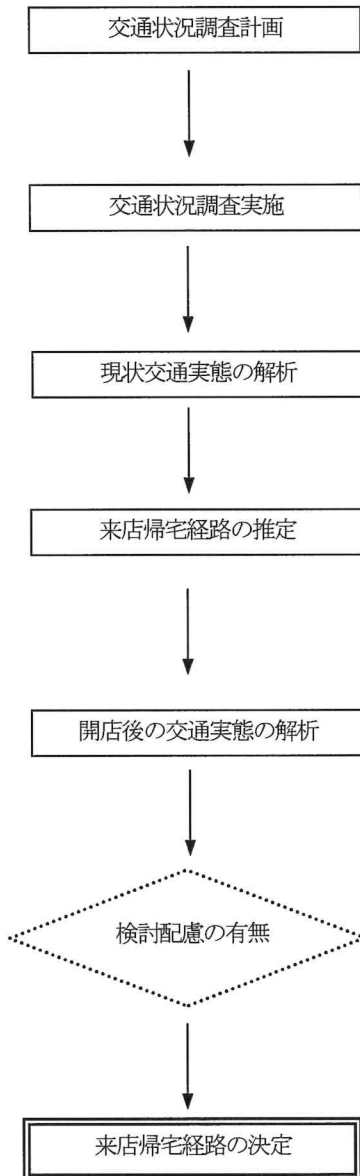 交通状況調査計画
交通状況調査実施
現状交通実態の解析
来店帰宅経路の推定
開店後の交通実態の解析
検討配慮の有無
来店帰宅経路の決定